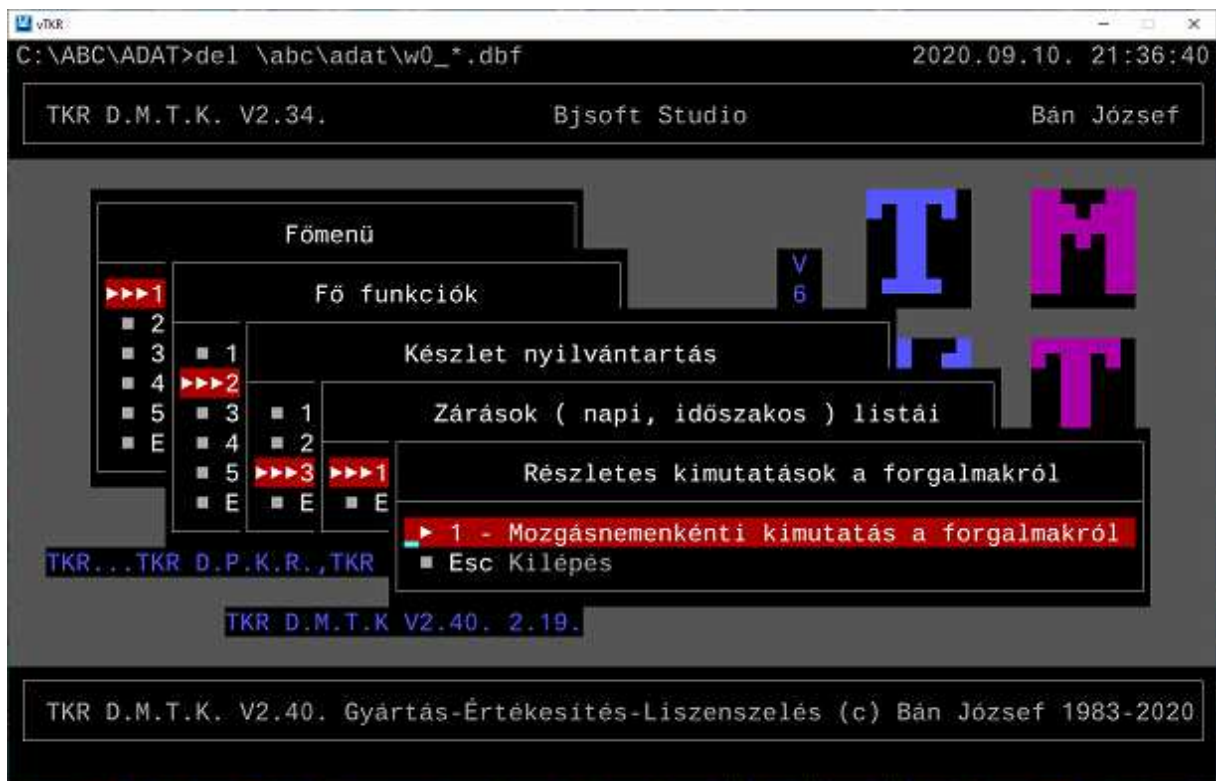 vTKR
C:\ABC\ADAT>del \abc\adat\w0_*.dbf 2020.09.10. 21:36:40
TKR D.M.T.K. V2.34. Bjsoft Studio Bán József
T M
Főmenü
V
►►►1 Fő funkciók 6
■ 2
■ 3 ■ 1 Készlet nyilvántartás
■ 4 ►►►2
■ 5 ■ 3 ■ 1 Zárások ( napi, időszakos ) listái T
■ E ■ 4 ■ 2
■ 5 ►►►3 ►►►1 Részletes kimutatások a forgalmakról
■ E ■ E ■ E
► 1 - Mozgásnemenkénti kimutatás a forgalmakról
TKR...TKR D.P.K.R.,TKR ■ Esc Kilépés
TKR D.M.T.K V2.40. 2.19.
TKR D.M.T.K. V2.40. Gyártás-Értékesítés-Liszenszelés (c) Bán József 1983-2020